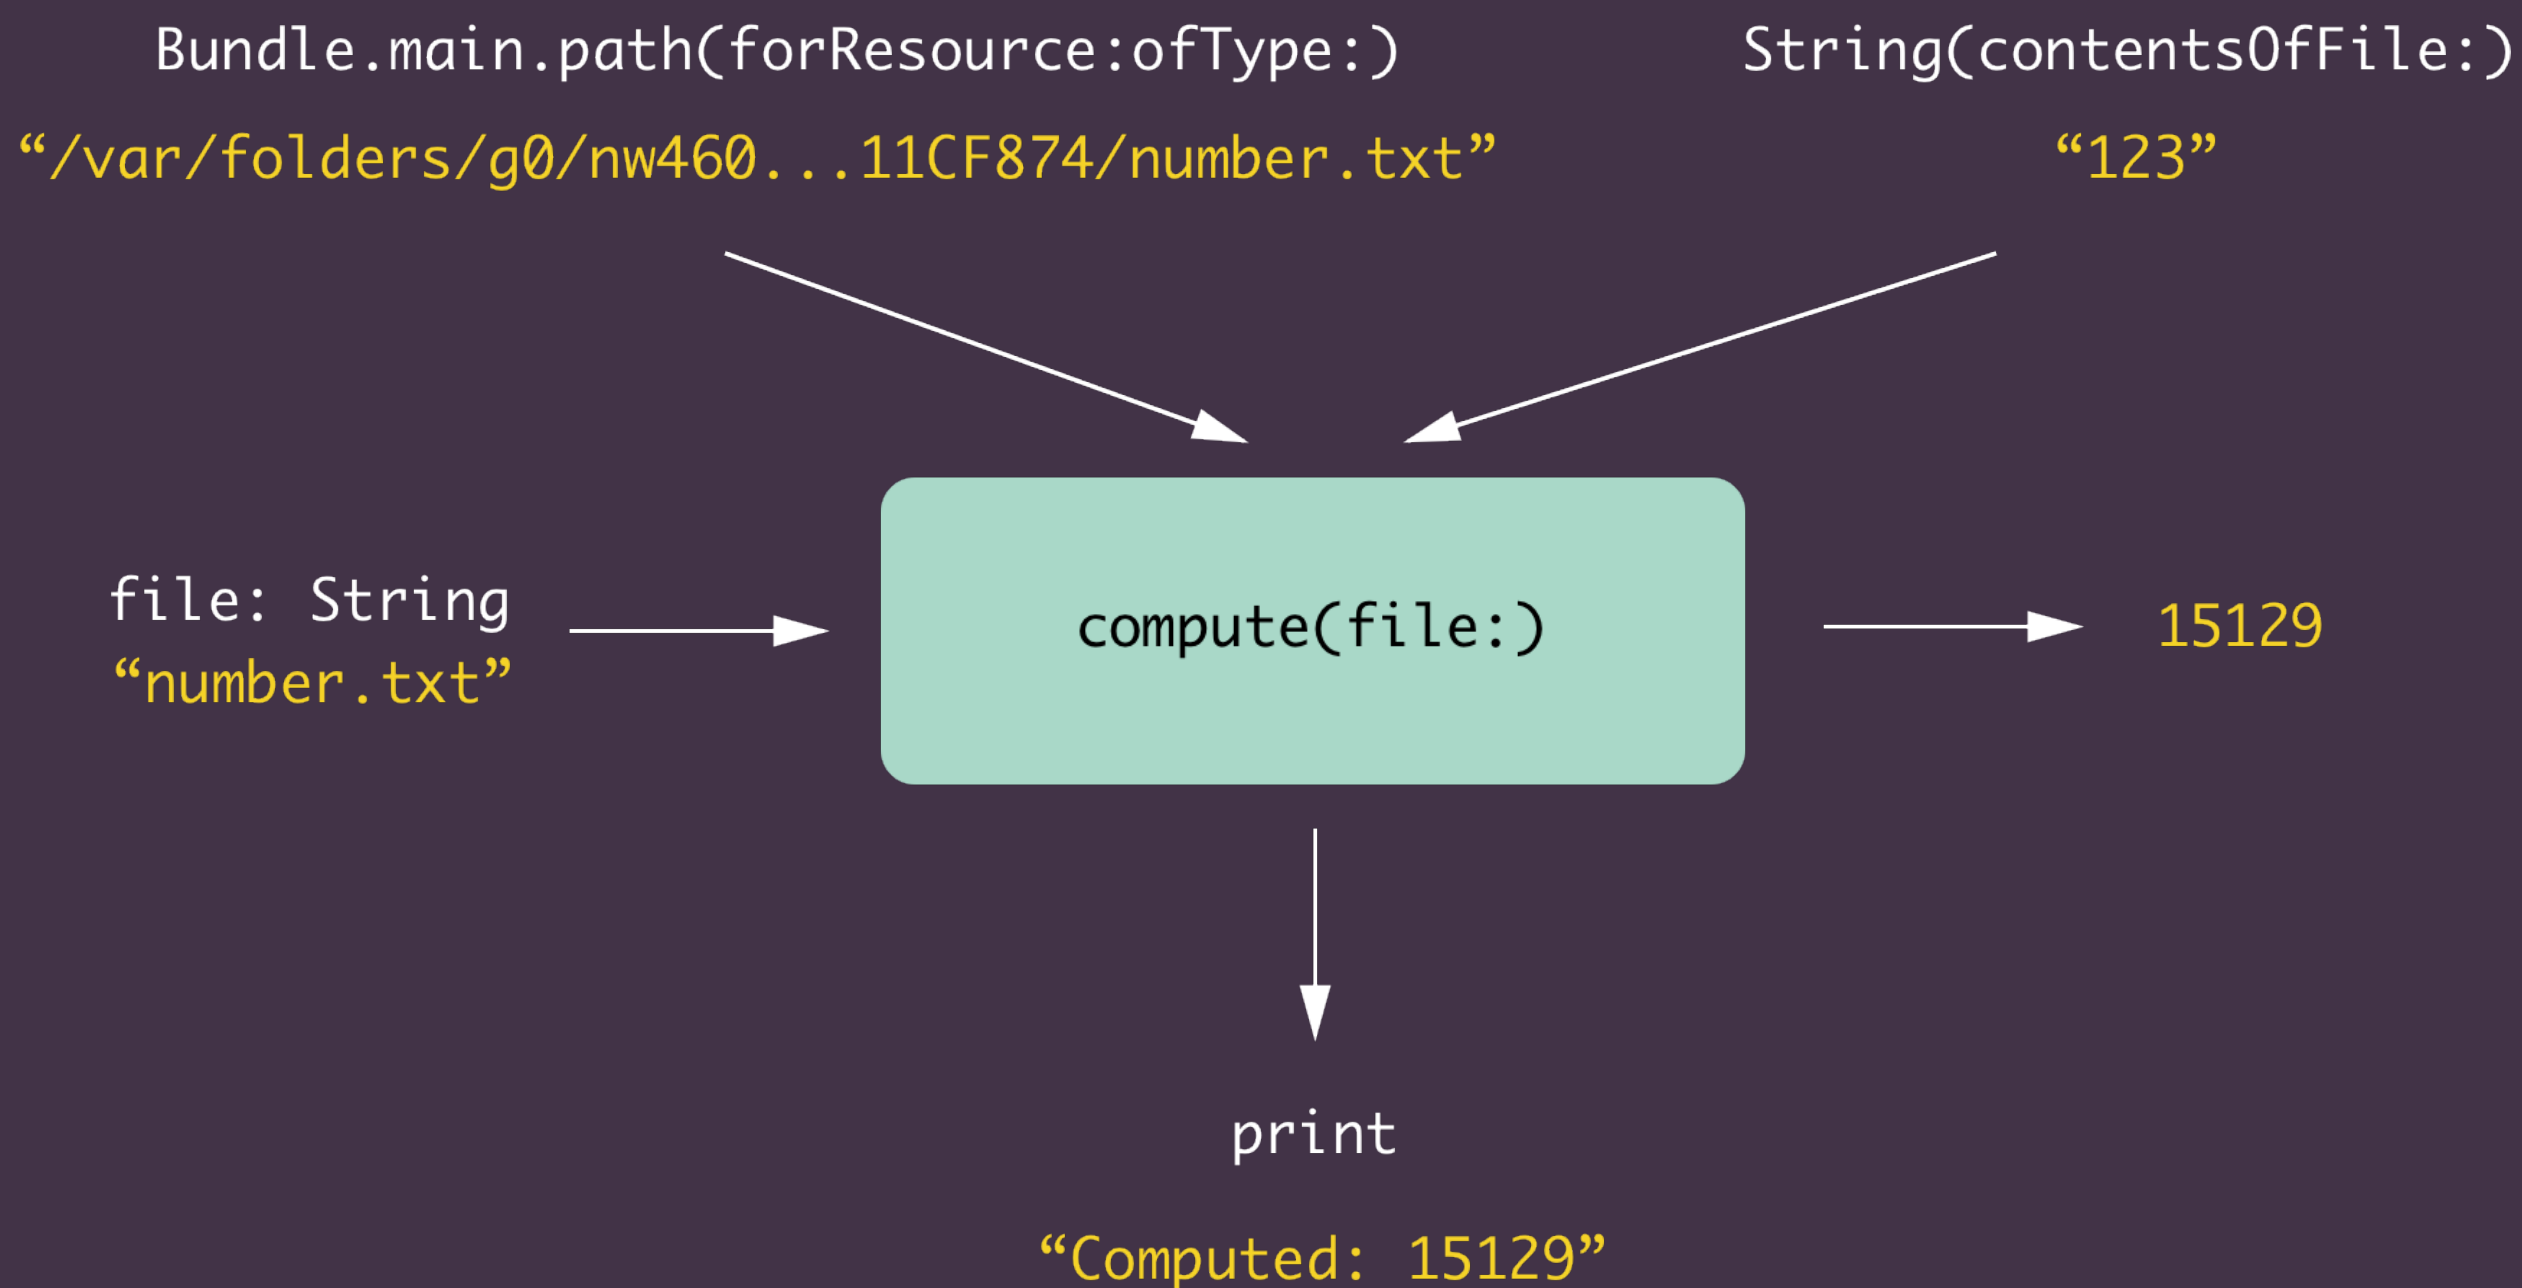 Bundle.main.path(forResource:ofType:)
“/var/folders/g0/nw460...11CF874/number.txt”
String(contentsOfFile:)
“123”
file: String
“number.txt”
compute(file:)
15129
print
“Computed: 15129”